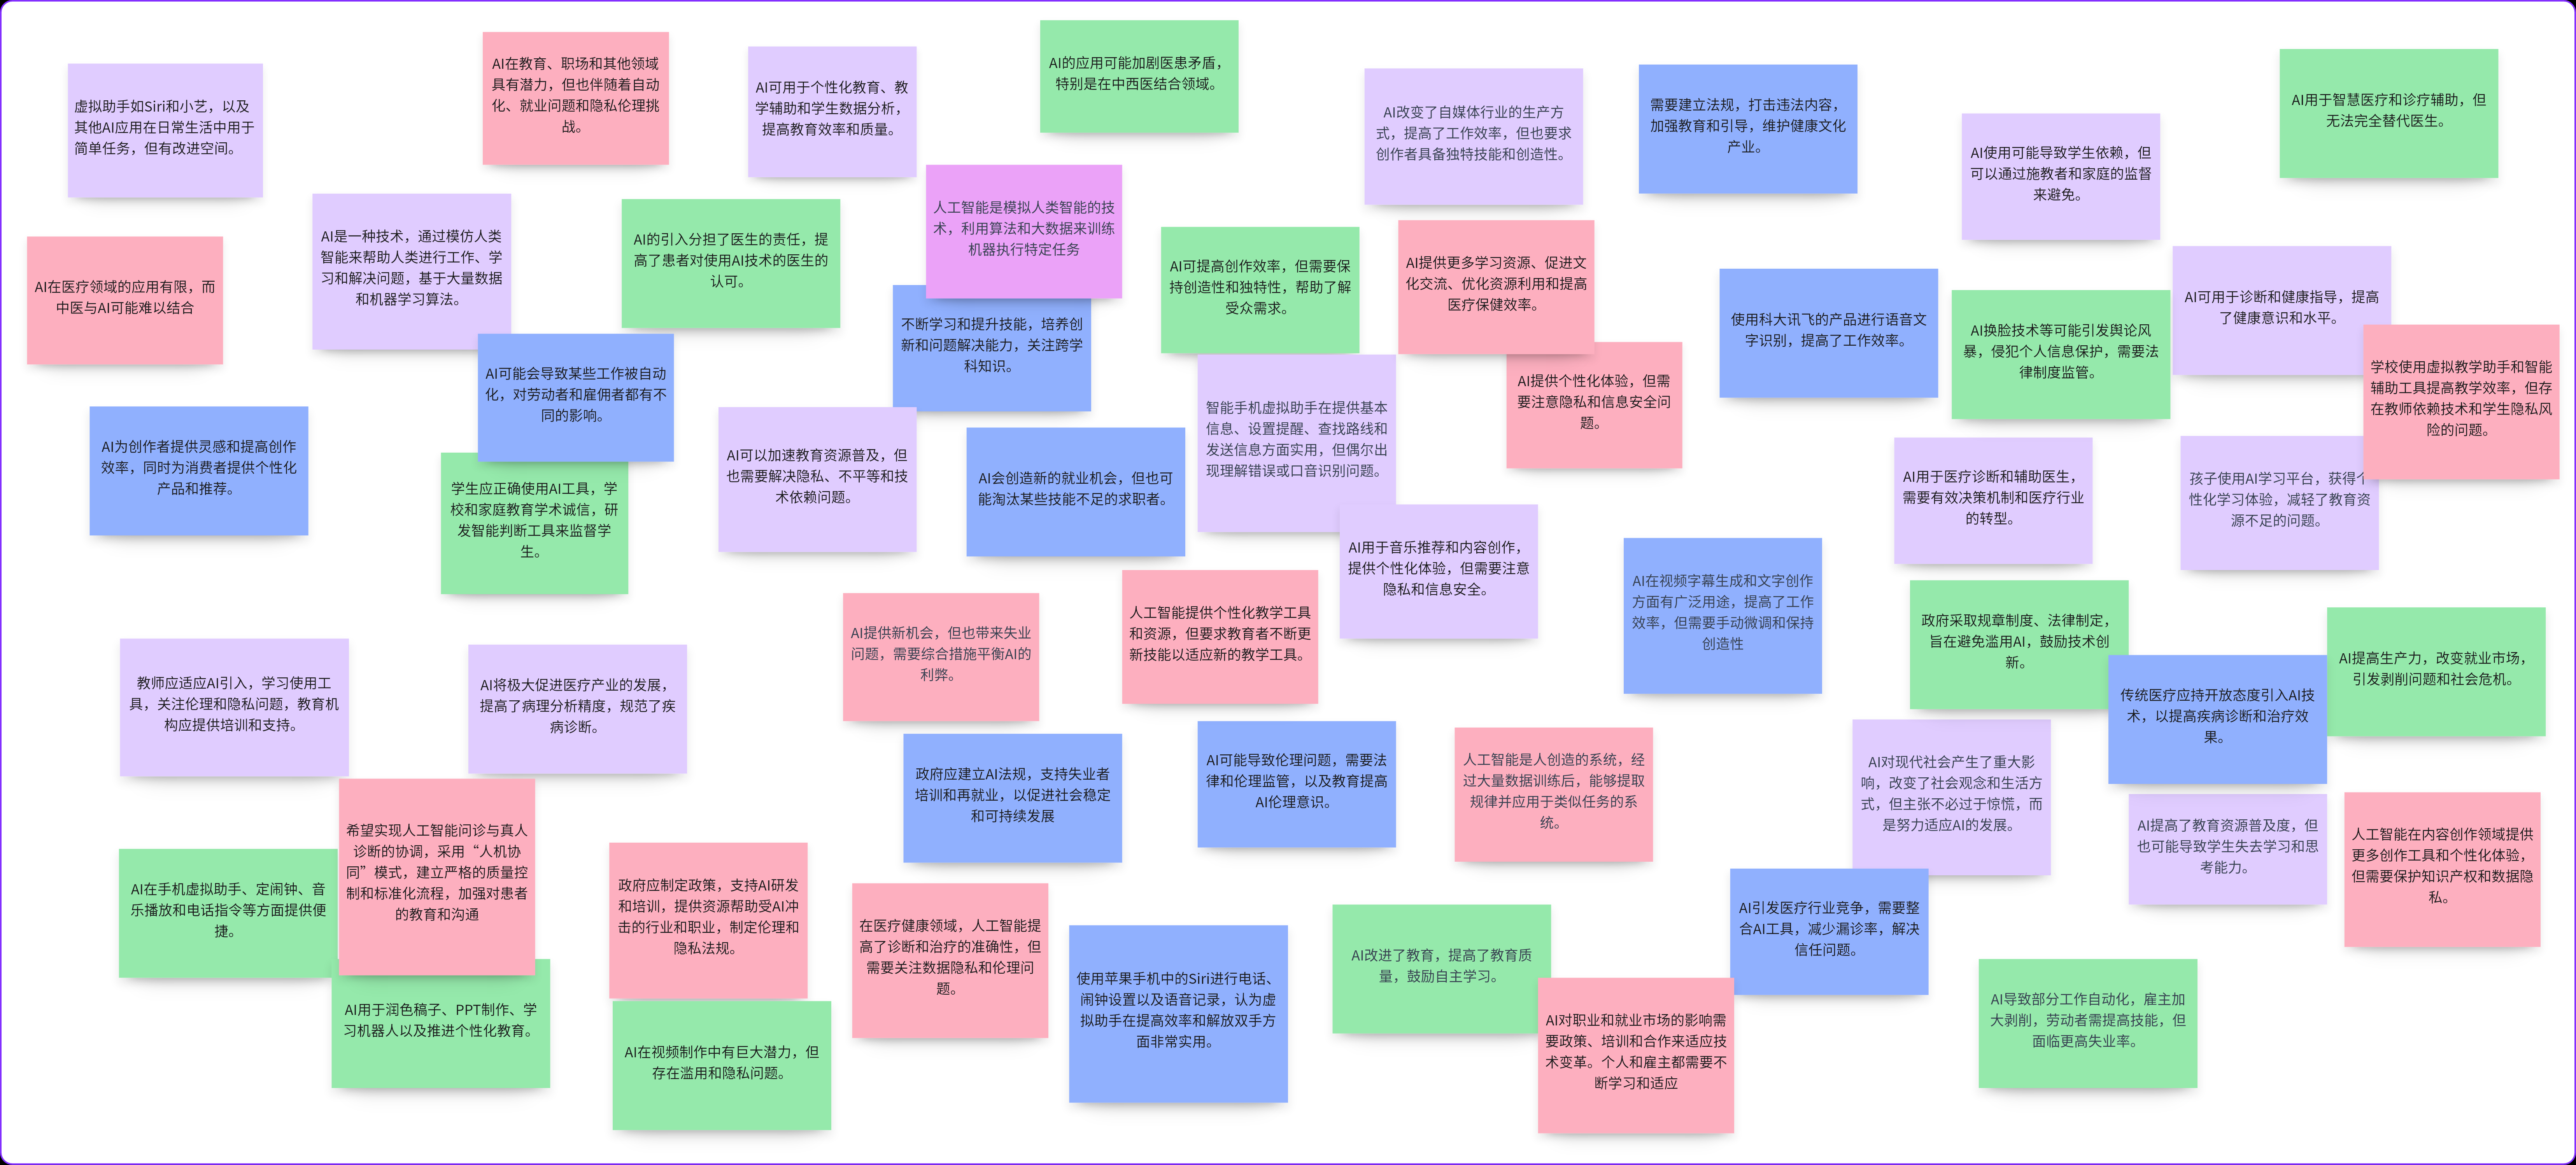 虚拟助手如Siri和小艺，以及
其他AI应用在日常生活中用于
简单任务，但有改进空间。
AI在教育、职场和其他领域
具有潜力，但也伴随着自动
化、就业问题和隐私伦理挑
战。
AI可用于个性化教育、教
学辅助和学生数据分析，
提高教育效率和质量。
AI的应用可能加剧医患矛盾，
特别是在中西医结合领域。
AI改变了自媒体行业的生产方
式，提高了工作效率，但也要求
创作者具备独特技能和创造性。
需要建立法规，打击违法内容，
加强教育和引导，维护健康文化
产业。
AI使用可能导致学生依赖，但
可以通过施教者和家庭的监督
来避免。
AI用于智慧医疗和诊疗辅助，但
无法完全替代医生。
AI在医疗领域的应用有限，而
中医与AI可能难以结合
AI是一种技术，通过模仿人类
智能来帮助人类进行工作、学
习和解决问题，基于大量数据
和机器学习算法。
AI的引入分担了医生的责任，提
高了患者对使用AI技术的医生的
认可。
人工智能是模拟人类智能的技
术，利用算法和大数据来训练
机器执行特定任务
AI可提高创作效率，但需要保
持创造性和独特性，帮助了解
受众需求。
AI提供更多学习资源、促进文
化交流、优化资源利用和提高
医疗保健效率。
使用科大讯飞的产品进行语音文
字识别，提高了工作效率。
AI换脸技术等可能引发舆论风
暴，侵犯个人信息保护，需要法
律制度监管。
AI可用于诊断和健康指导，提高
了健康意识和水平。
学校使用虚拟教学助手和智能
辅助工具提高教学效率，但存
在教师依赖技术和学生隐私风
险的问题。
AI可能会导致某些工作被自动
化，对劳动者和雇佣者都有不
同的影响。
不断学习和提升技能，培养创
新和问题解决能力，关注跨学
科知识。
AI提供个性化体验，但需
要注意隐私和信息安全问
题。
AI为创作者提供灵感和提高创作
效率，同时为消费者提供个性化
产品和推荐。
学生应正确使用AI工具，学
校和家庭教育学术诚信，研
发智能判断工具来监督学
生。
AI可以加速教育资源普及，但
也需要解决隐私、不平等和技
术依赖问题。
AI会创造新的就业机会，但也可
能淘汰某些技能不足的求职者。
智能手机虚拟助手在提供基本
信息、设置提醒、查找路线和
发送信息方面实用，但偶尔出
现理解错误或口音识别问题。
AI用于音乐推荐和内容创作，
提供个性化体验，但需要注意
隐私和信息安全。
AI用于医疗诊断和辅助医生，
需要有效决策机制和医疗行业
的转型。
孩子使用AI学习平台，获得个
性化学习体验，减轻了教育资
源不足的问题。
AI在视频字幕生成和文字创作
方面有广泛用途，提高了工作
效率，但需要手动微调和保持
创造性
政府采取规章制度、法律制定，
旨在避免滥用AI，鼓励技术创
新。
AI提高生产力，改变就业市场，
引发剥削问题和社会危机。
传统医疗应持开放态度引入AI技
术，以提高疾病诊断和治疗效
果。
教师应适应AI引入，学习使用工
具，关注伦理和隐私问题，教育机
构应提供培训和支持。
AI将极大促进医疗产业的发展，
提高了病理分析精度，规范了疾
病诊断。
AI提供新机会，但也带来失业
问题，需要综合措施平衡AI的
利弊。
人工智能提供个性化教学工具
和资源，但要求教育者不断更
新技能以适应新的教学工具。
政府应建立AI法规，支持失业者
培训和再就业，以促进社会稳定
和可持续发展
AI可能导致伦理问题，需要法
律和伦理监管，以及教育提高
AI伦理意识。
人工智能是人创造的系统，经
过大量数据训练后，能够提取
规律并应用于类似任务的系
统。
AI对现代社会产生了重大影
响，改变了社会观念和生活方
式，但主张不必过于惊慌，而
是努力适应AI的发展。
AI提高了教育资源普及度，但
也可能导致学生失去学习和思
考能力。
人工智能在内容创作领域提供
更多创作工具和个性化体验，
但需要保护知识产权和数据隐
私。
希望实现人工智能问诊与真人
诊断的协调，采用“人机协
同”模式，建立严格的质量控
制和标准化流程，加强对患者
的教育和沟通
AI在手机虚拟助手、定闹钟、音
乐播放和电话指令等方面提供便
捷。
政府应制定政策，支持AI研发
和培训，提供资源帮助受AI冲
击的行业和职业，制定伦理和
隐私法规。
在医疗健康领域，人工智能提
高了诊断和治疗的准确性，但
需要关注数据隐私和伦理问
题。
AI引发医疗行业竞争，需要整
合AI工具，减少漏诊率，解决
信任问题。
AI改进了教育，提高了教育质
量，鼓励自主学习。
使用苹果手机中的Siri进行电话、
闹钟设置以及语音记录，认为虚
拟助手在提高效率和解放双手方
面非常实用。
AI用于润色稿子、PPT制作、学
习机器人以及推进个性化教育。
AI在视频制作中有巨大潜力，但
存在滥用和隐私问题。
AI对职业和就业市场的影响需
要政策、培训和合作来适应技
术变革。个人和雇主都需要不
断学习和适应
AI导致部分工作自动化，雇主加
大剥削，劳动者需提高技能，但
面临更高失业率。